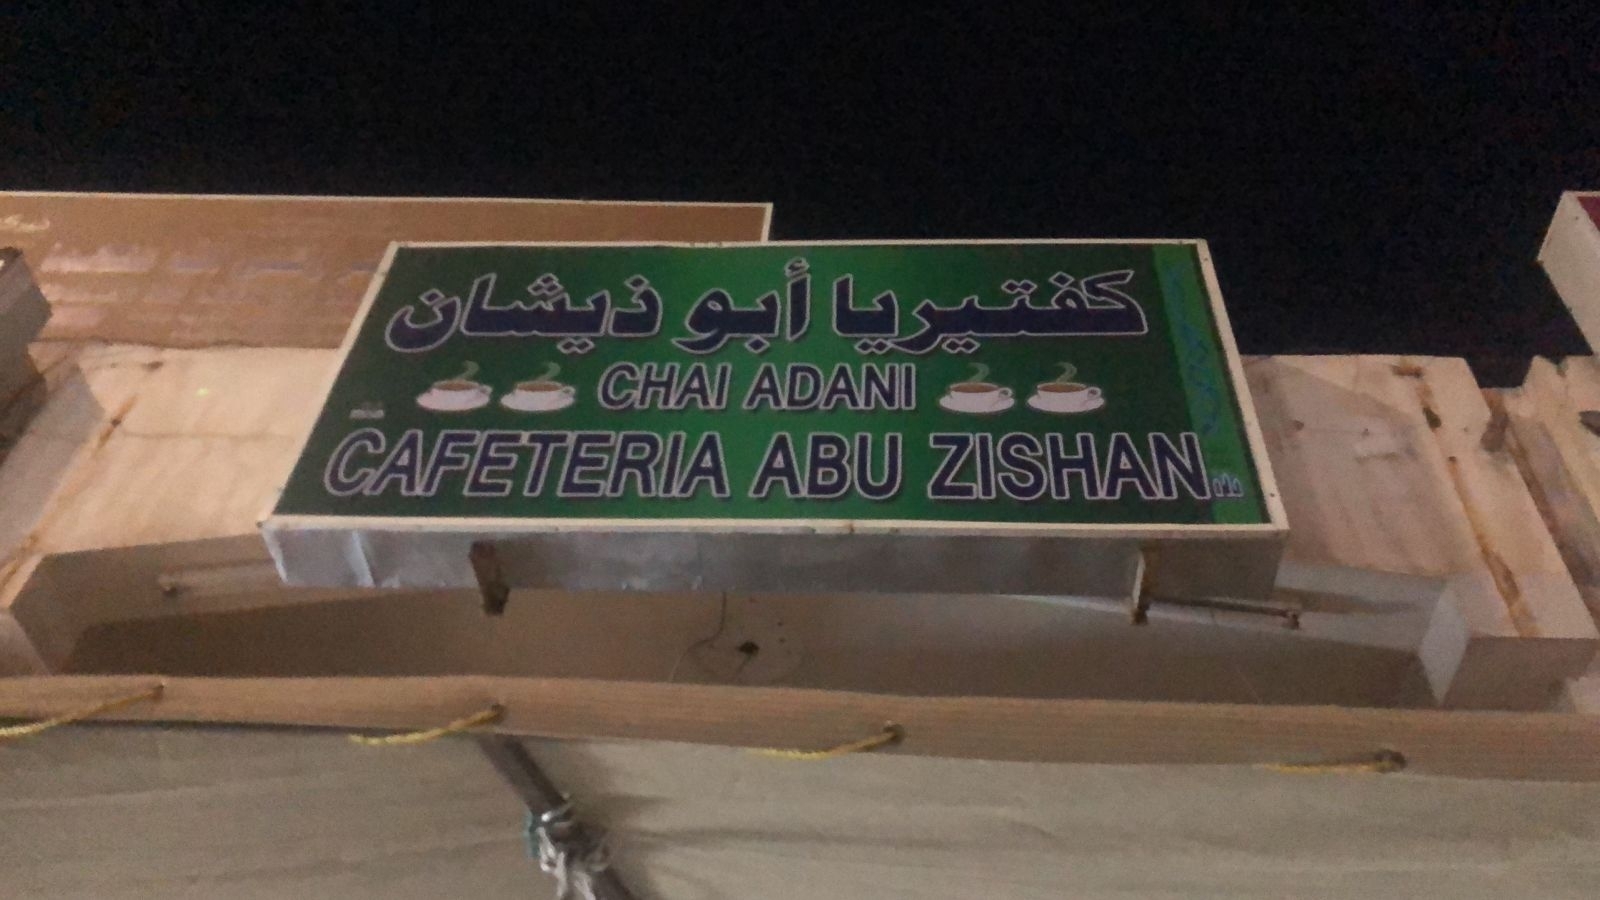 كفتيريا أبو ذيشان
CHAI ADANI
CAFETERIA ABU ZISHAN